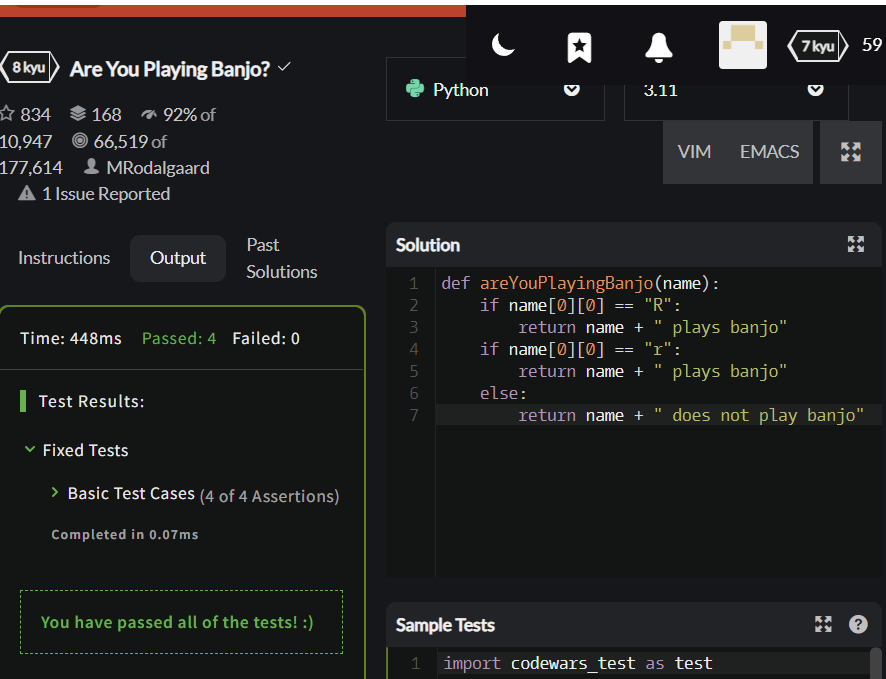 7 kyu 59
8 kyu Are You Playing Banjo?
834 168 92% of
10,947 66,519 of
177,614 MRodalgaard
1 Issue Reported
Instructions Output Past Solutions
Time: 448ms Passed: 4 Failed: 0
Test Results:
Fixed Tests
Basic Test Cases (4 of 4 Assertions)
Completed in 0.07ms
You have passed all of the tests! :)
Python 3.11
VIM EMACS
Solution
1 def areYouPlayingBanjo(name):
2     if name[0][0] == "R":
3         return name + " plays banjo"
4     if name[0][0] == "r":
5         return name + " plays banjo"
6     else:
7         return name + " does not play banjo"
Sample Tests ?
1 import codewars_test as test